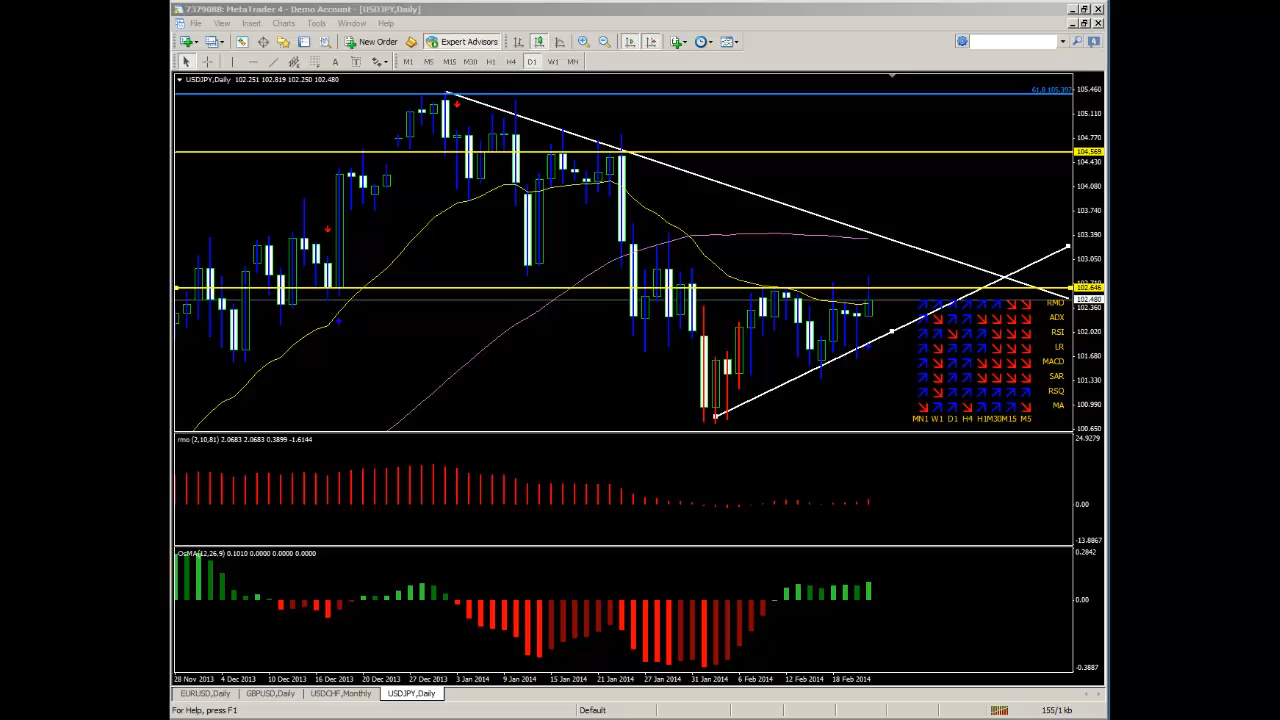 7379088: MetaTrader 4 - Demo Account - [USDJPY,Daily]
File View Insert Charts Tools Window Help
New Order Expert Advisors
A T M1 M5 M15 M30 H1 H4 D1 W1 MN
USDJPY,Daily 102.251 102.819 102.250 102.480
61.8 105.397
105.460
105.110
104.770
104.569
104.430
104.080
103.740
103.390
103.050
102.646
102.480
102.360
102.020
101.680
101.330
100.990
100.650
RMO
ADX
RSI
LR
MACD
SAR
RSQ
MA
MN1 W1 D1 H4 H1 M30 M15 M5
rmo (2,10,81) 2.0683 2.0683 0.3899 -1.6144
24.9279
0.00
-13.8867
OsMA(12,26,9) 0.1010 0.0000 0.0000 0.0000
0.2842
0.00
-0.3887
28 Nov 2013 4 Dec 2013 10 Dec 2013 16 Dec 2013 20 Dec 2013 27 Dec 2013 3 Jan 2014 9 Jan 2014 15 Jan 2014 21 Jan 2014 27 Jan 2014 31 Jan 2014 6 Feb 2014 12 Feb 2014 18 Feb 2014
EURUSD,Daily GBPUSD,Daily USDCHF,Monthly USDJPY,Daily
For Help, press F1 Default 155/1 kb